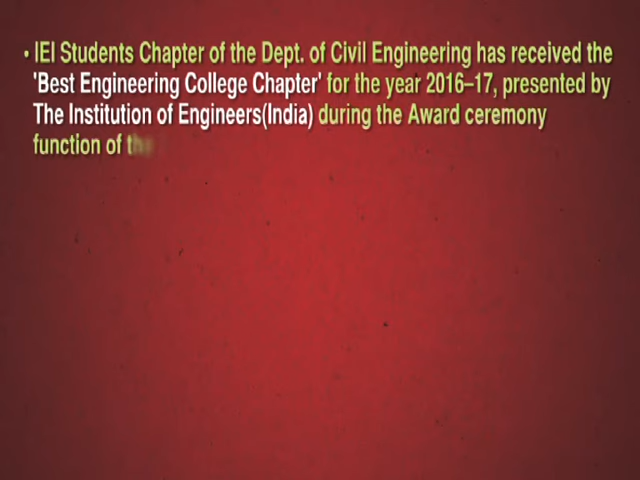 • IEI Students Chapter of the Dept. of Civil Engineering has received the
'Best Engineering College Chapter' for the year 2016–17, presented by
The Institution of Engineers(India) during the Award ceremony
function of the